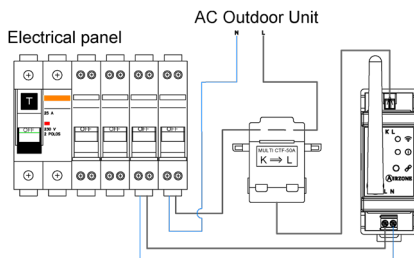 AC Outdoor Unit
Electrical panel
N L
T
25 A
230 V
2 POLOS
OFF
OFF OFF OFF OFF
MULTI CTF-50A
K ⇒ L
K L
AIRZONE
L N